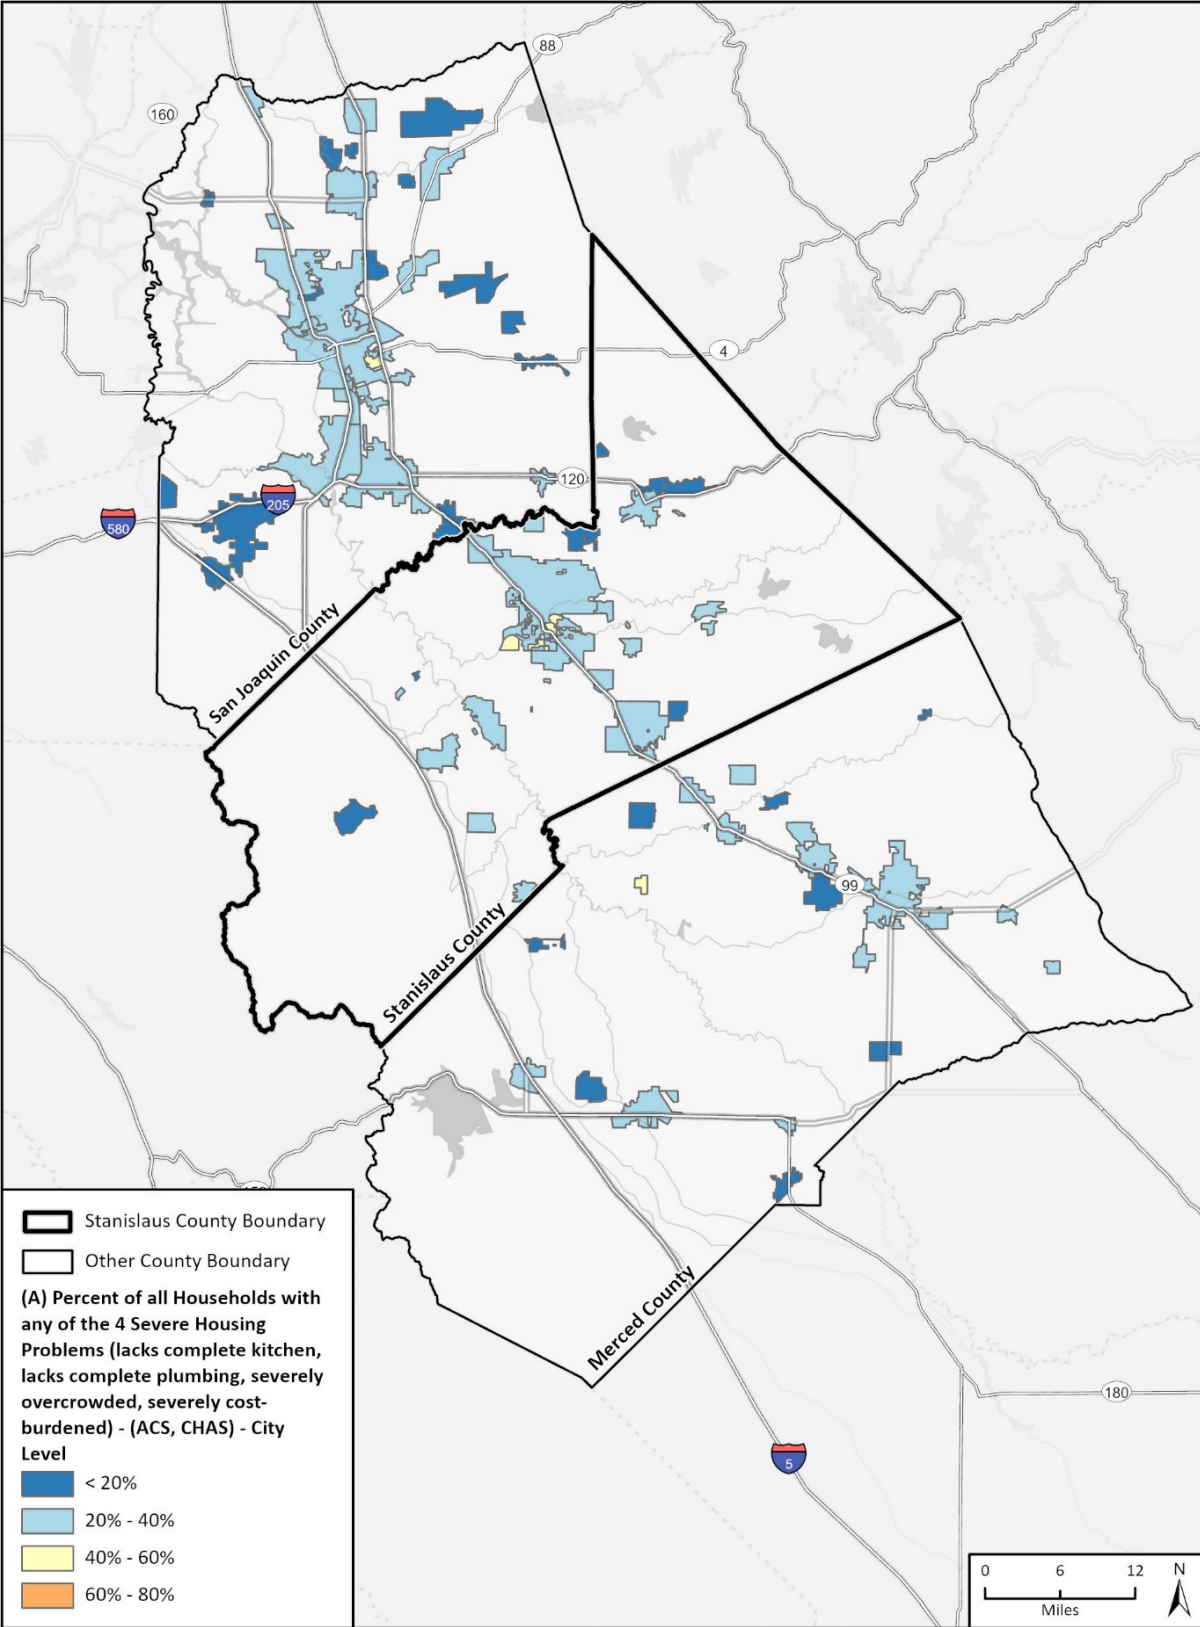 88
160
4
120
205
580
San Joaquin County
99
Stanislaus County
Merced County
180
5
Stanislaus County Boundary
Other County Boundary
(A) Percent of all Households with
any of the 4 Severe Housing
Problems (lacks complete kitchen,
lacks complete plumbing, severely
overcrowded, severely cost-
burdened) - (ACS, CHAS) - City
Level
< 20%
20% - 40%
40% - 60%
60% - 80%
0 6 12
Miles
N